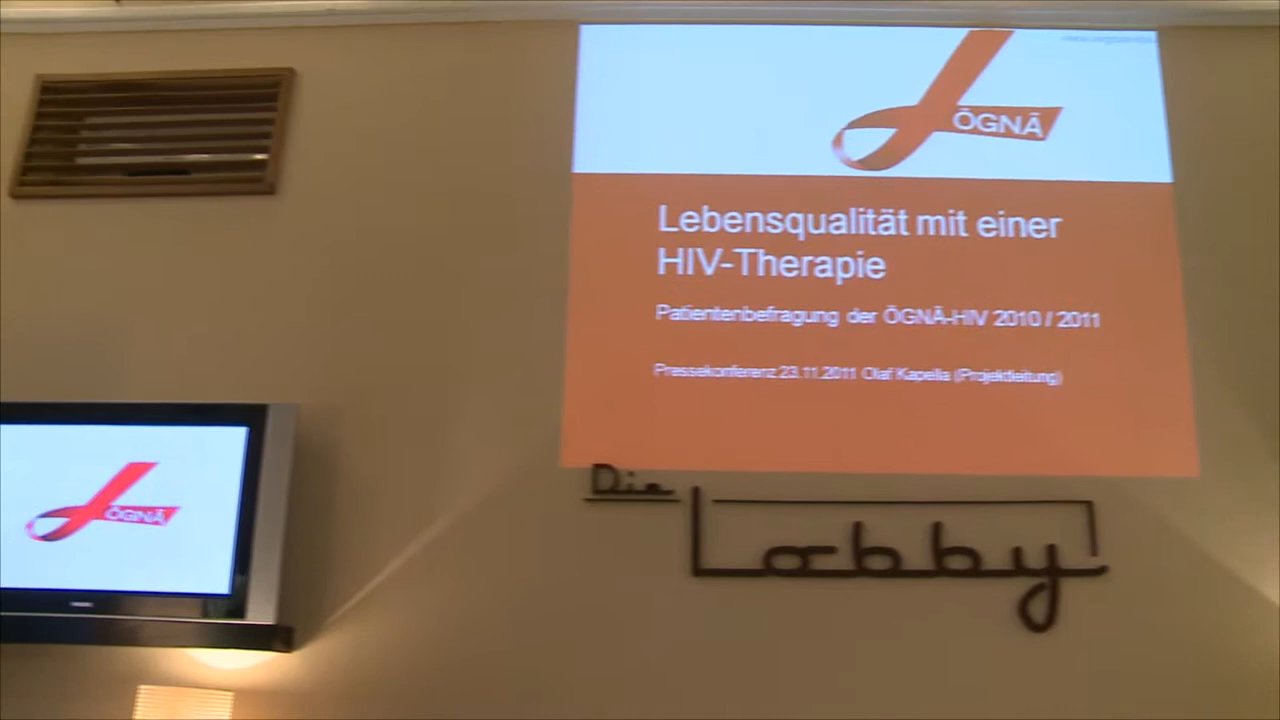 ÖGNÄ
Lebensqualität mit einer
HIV-Therapie
Patientenbefragung der ÖGNÄ-HIV 2010 / 2011
Pressekonferenz 23.11.2011 Olaf Kapella (Projektleitung)
ÖGNÄ
Die
Lobby